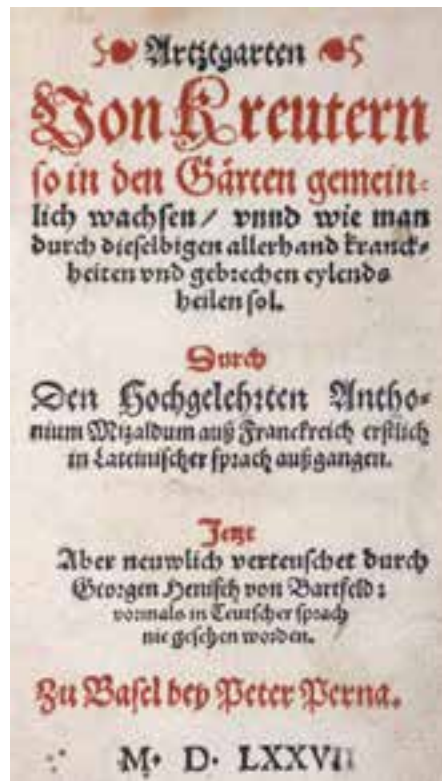 Artztgarten
Von Kreutern
so in den Gärten gemein⸗
lich wachsen/ vnnd wie man
durch dieselbigen allerhand kranck⸗
heiten vnd gebrechen eylends
heilen sol.
Durch
Den Hochgelehrten Antho⸗
nium Mizaldum auß Franckreich erstlich
in Lateinischer sprach außgangen.
Jetzt
Aber neuwlich verteuschet durch
Georgen Henisch von Bartfeld:
vormals in Teutscher sprach
nie gesehen worden.
Zu Basel bey Peter Perna.
M. D. LXXVII